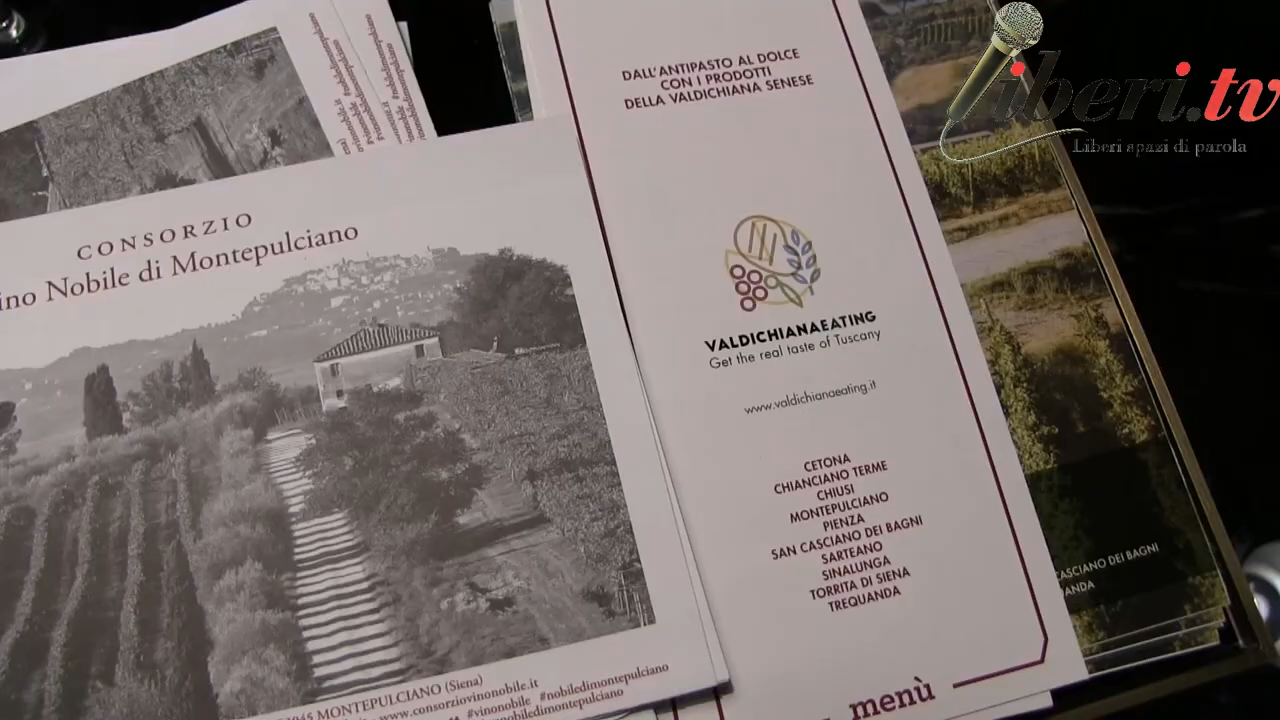 CONSORZIO
Nobile di Montepulciano
MONTEPULCIANO (Siena)
www.consorziovinonobile.it
#vinonobile #nobiledimontepulciano
DALL'ANTIPASTO AL DOLCE
CON I PRODOTTI
DELLA VALDICHIANA SENESE
VALDICHIANAEATING
Get the real taste of Tuscany
www.valdichianaeating.it
CETONA
CHIANCIANO TERME
CHIUSI
MONTEPULCIANO
PIENZA
SAN CASCIANO DEI BAGNI
SARTEANO
SINALUNGA
TORRITA DI SIENA
TREQUANDA
menù
CASCIANO DEI BAGNI
liberi.tv
Liberi spazi di parola